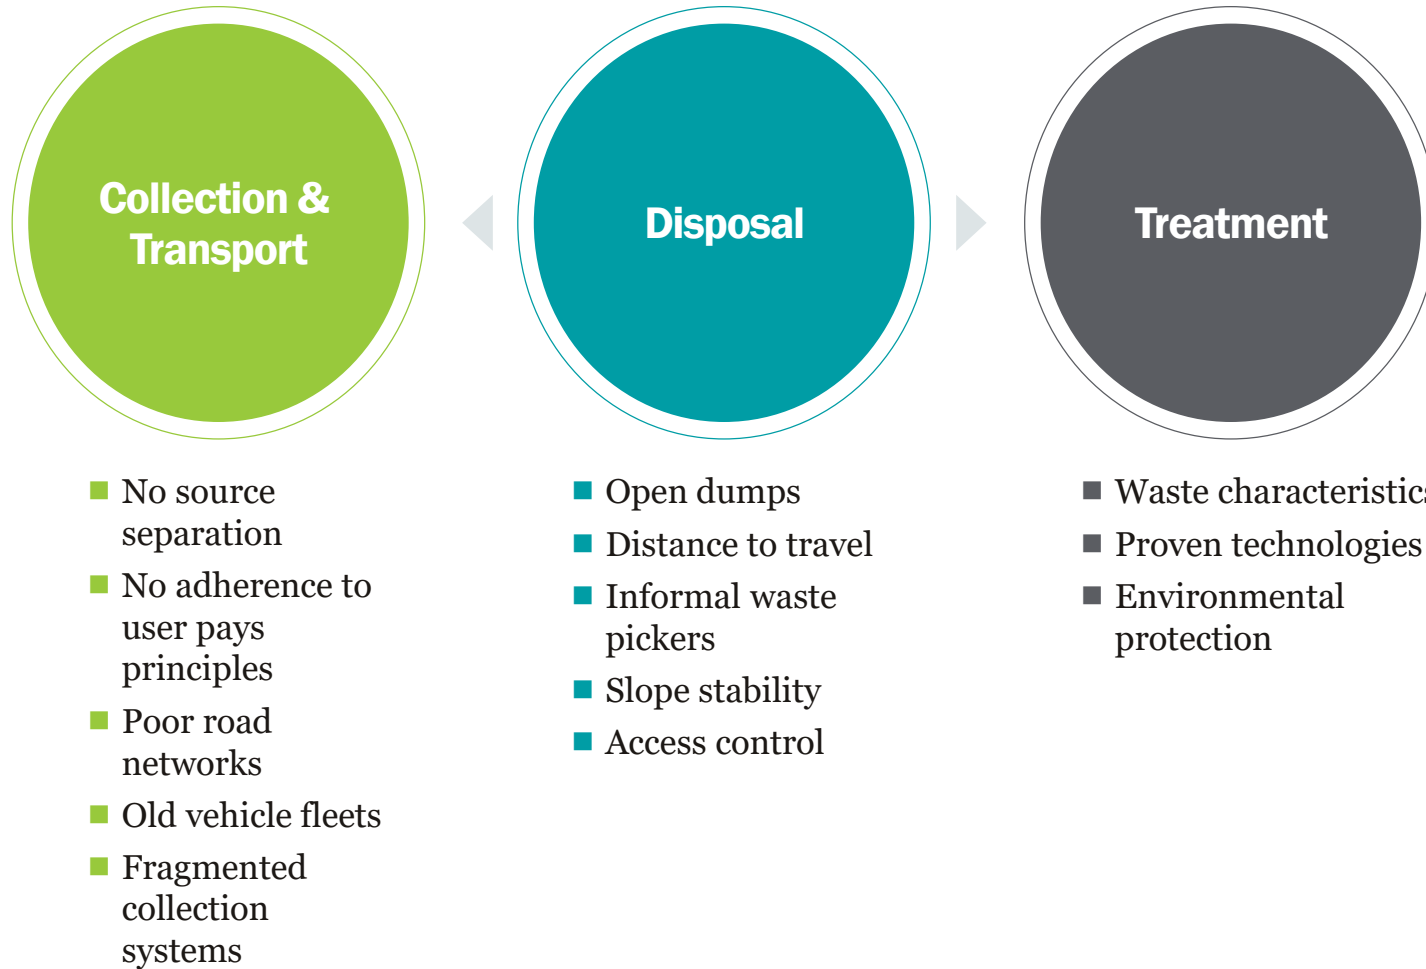 Collection &
Transport
No source
separation
No adherence to
user pays
principles
Poor road
networks
Old vehicle fleets
Fragmented
collection
systems
Disposal
Open dumps
Distance to travel
Informal waste
pickers
Slope stability
Access control
Treatment
Waste characteristics
Proven technologies
Environmental
protection